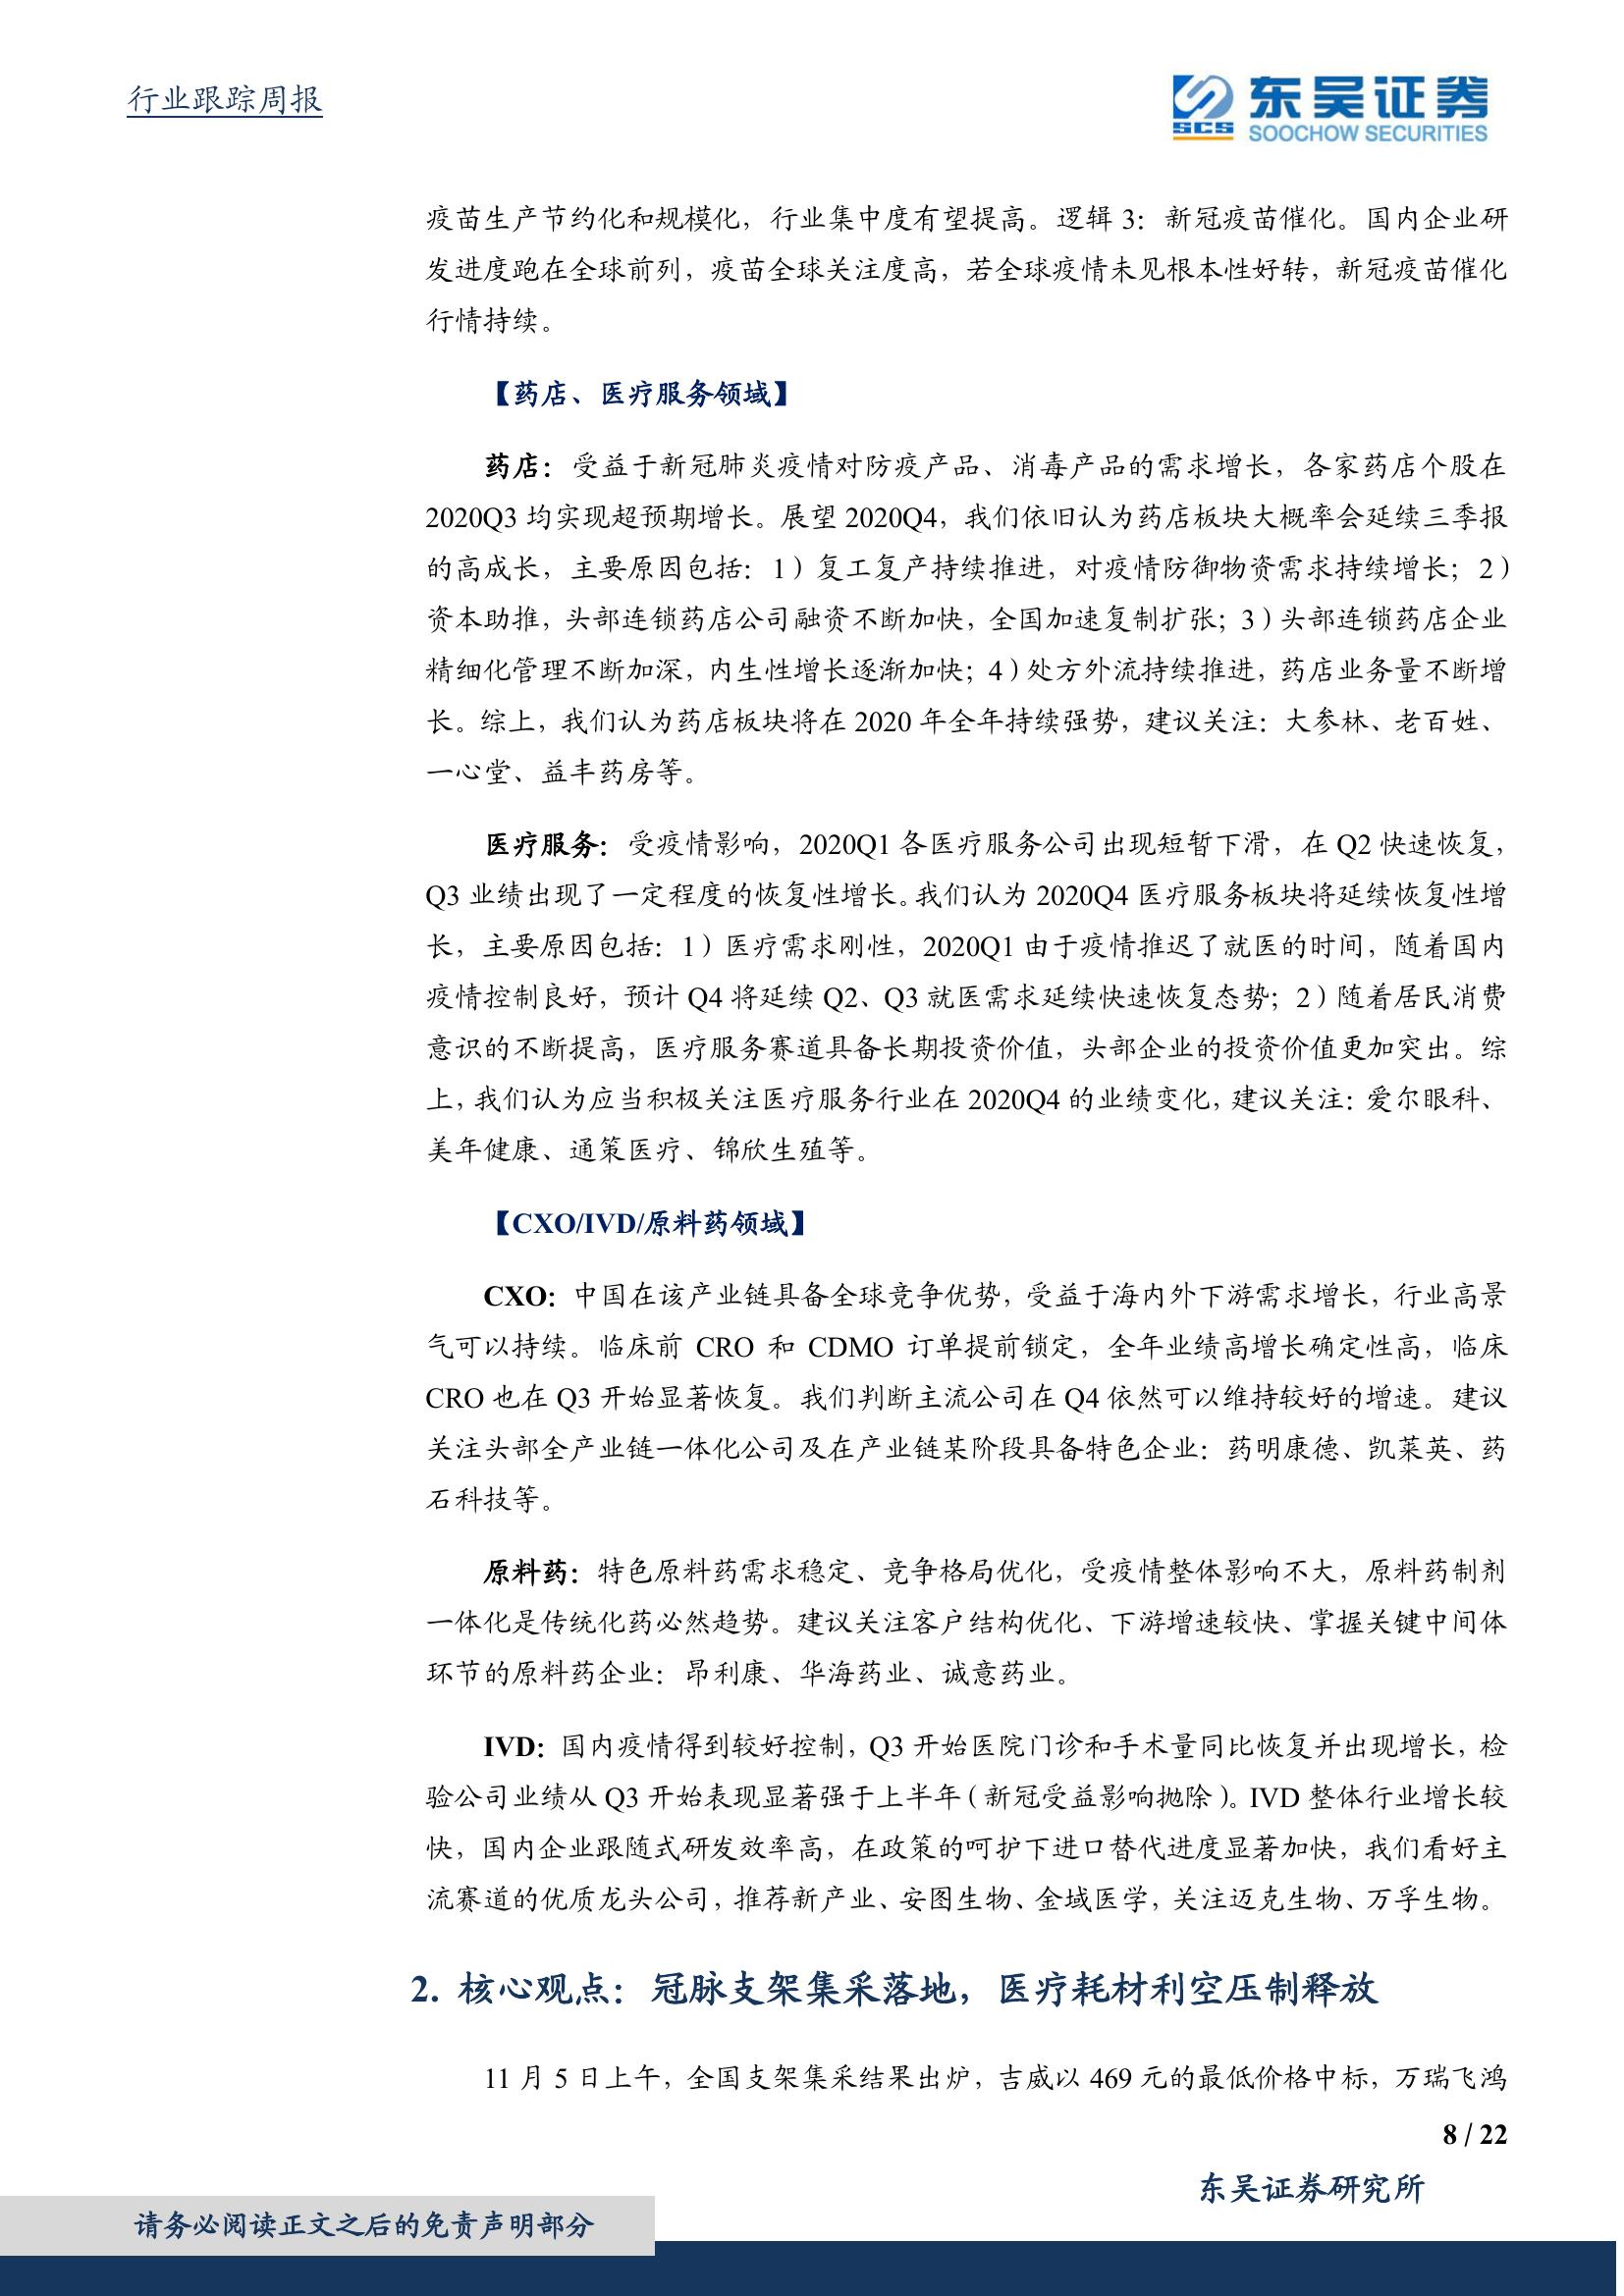 行业跟踪周报
东吴证券
SCS
SOOCHOW SECURITIES
疫苗生产节约化和规模化，行业集中度有望提高。逻辑 3：新冠疫苗催化。国内企业研
发进度跑在全球前列，疫苗全球关注度高，若全球疫情未见根本性好转，新冠疫苗催化
行情持续。
【药店、医疗服务领域】
药店：受益于新冠肺炎疫情对防疫产品、消毒产品的需求增长，各家药店个股在
2020Q3 均实现超预期增长。展望 2020Q4，我们依旧认为药店板块大概率会延续三季报
的高成长，主要原因包括：1）复工复产持续推进，对疫情防御物资需求持续增长；2）
资本助推，头部连锁药店公司融资不断加快，全国加速复制扩张；3）头部连锁药店企业
精细化管理不断加深，内生性增长逐渐加快；4）处方外流持续推进，药店业务量不断增
长。综上，我们认为药店板块将在 2020 年全年持续强势，建议关注：大参林、老百姓、
一心堂、益丰药房等。
医疗服务：受疫情影响，2020Q1 各医疗服务公司出现短暂下滑，在 Q2 快速恢复，
Q3 业绩出现了一定程度的恢复性增长。我们认为 2020Q4 医疗服务板块将延续恢复性增
长，主要原因包括：1）医疗需求刚性，2020Q1 由于疫情推迟了就医的时间，随着国内
疫情控制良好，预计 Q4 将延续 Q2、Q3 就医需求延续快速恢复态势；2）随着居民消费
意识的不断提高，医疗服务赛道具备长期投资价值，头部企业的投资价值更加突出。综
上，我们认为应当积极关注医疗服务行业在 2020Q4 的业绩变化，建议关注：爱尔眼科、
美年健康、通策医疗、锦欣生殖等。
【CXO/IVD/原料药领域】
CXO：中国在该产业链具备全球竞争优势，受益于海内外下游需求增长，行业高景
气可以持续。临床前 CRO 和 CDMO 订单提前锁定，全年业绩高增长确定性高，临床
CRO 也在 Q3 开始显著恢复。我们判断主流公司在 Q4 依然可以维持较好的增速。建议
关注头部全产业链一体化公司及在产业链某阶段具备特色企业：药明康德、凯莱英、药
石科技等。
原料药：特色原料药需求稳定、竞争格局优化，受疫情整体影响不大，原料药制剂
一体化是传统化药必然趋势。建议关注客户结构优化、下游增速较快、掌握关键中间体
环节的原料药企业：昂利康、华海药业、诚意药业。
IVD：国内疫情得到较好控制，Q3 开始医院门诊和手术量同比恢复并出现增长，检
验公司业绩从 Q3 开始表现显著强于上半年（新冠受益影响抛除）。IVD 整体行业增长较
快，国内企业跟随式研发效率高，在政策的呵护下进口替代进度显著加快，我们看好主
流赛道的优质龙头公司，推荐新产业、安图生物、金域医学，关注迈克生物、万孚生物。
2. 核心观点：冠脉支架集采落地，医疗耗材利空压制释放
11 月 5 日上午，全国支架集采结果出炉，吉威以 469 元的最低价格中标，万瑞飞鸿
8 / 22
东吴证券研究所
请务必阅读正文之后的免责声明部分